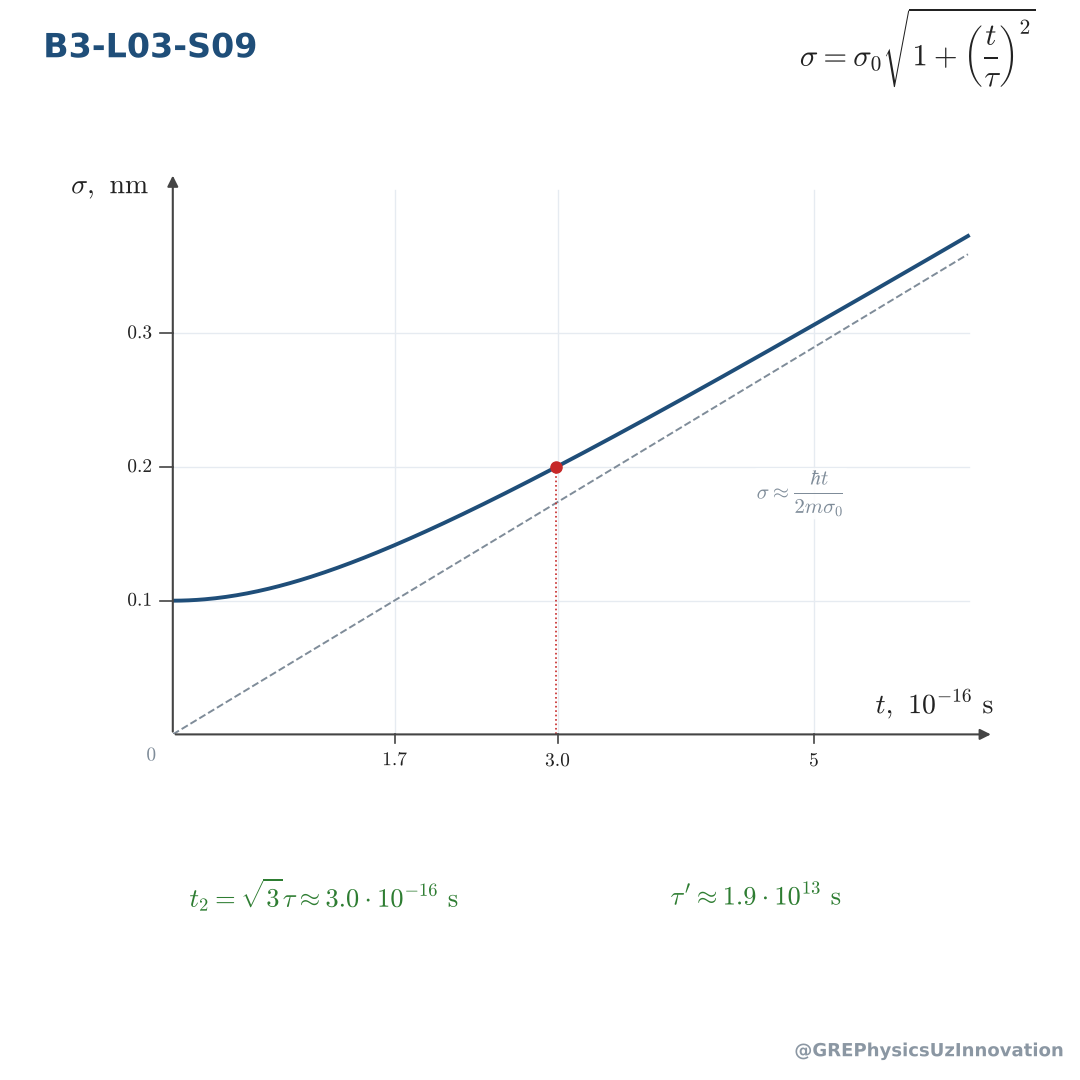 B3-L03-S09
σ = σ₀√(1 + (t/τ)²)
σ, nm
0.3
0.2
σ ≈ ħt/2mσ₀
0.1
t, 10⁻¹⁶ s
0
1.7
3.0
5
t₂ = √3τ ≈ 3.0 · 10⁻¹⁶ s
τ′ ≈ 1.9 · 10¹³ s
@GREPhysicsUzInnovation